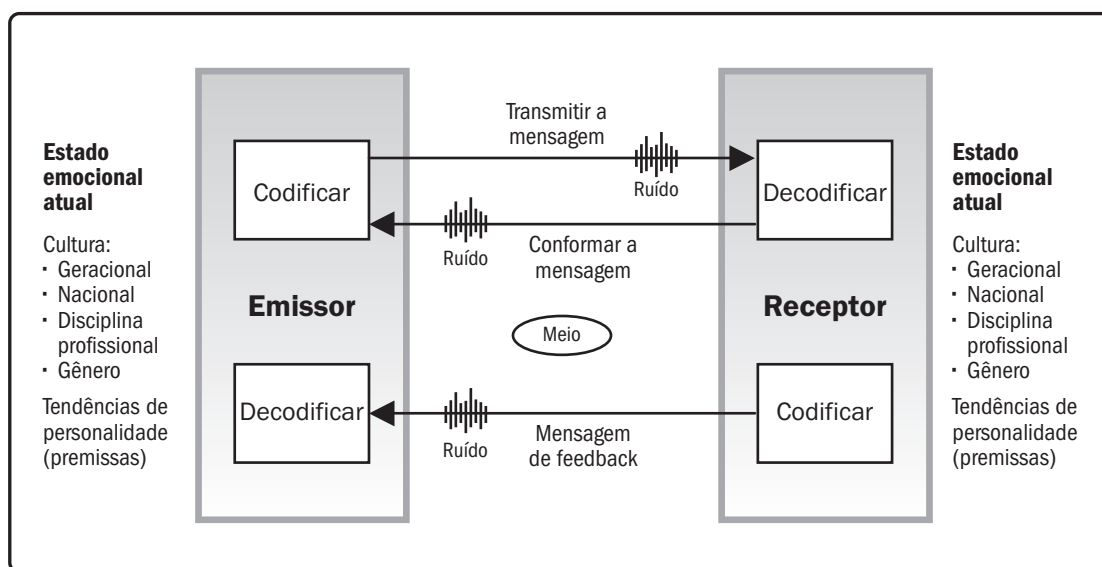 Estado
emocional
atual
Cultura:
· Geracional
· Nacional
· Disciplina
profissional
· Gênero
Tendências de
personalidade
(premissas)
Codificar
Emissor
Decodificar
Transmitir a
mensagem
Ruído
Ruído
Conformar a
mensagem
Meio
Ruído
Mensagem
de feedback
Decodificar
Receptor
Codificar
Estado
emocional
atual
Cultura:
· Geracional
· Nacional
· Disciplina
profissional
· Gênero
Tendências de
personalidade
(premissas)